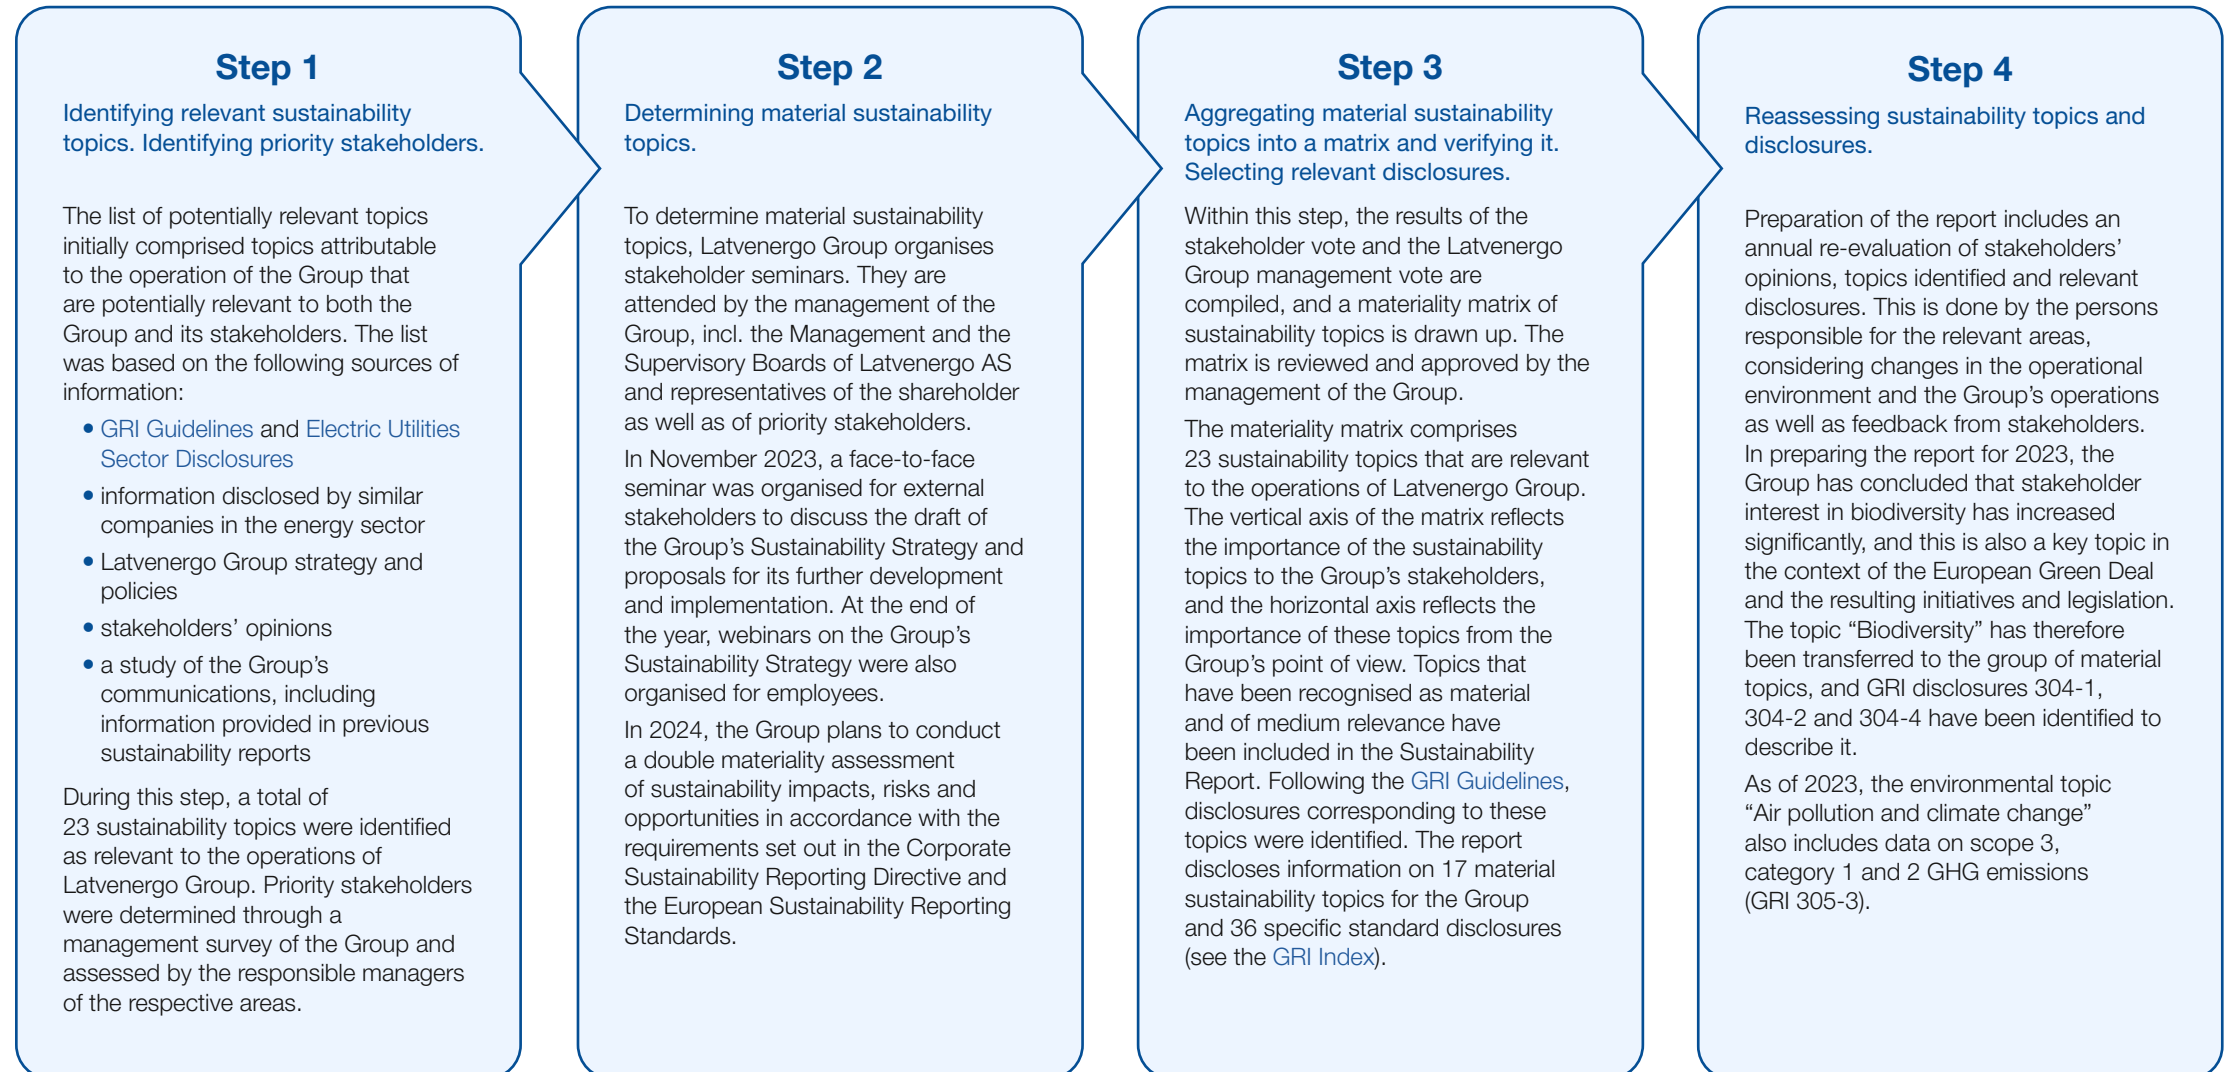 Step 1
Identifying relevant sustainability
topics. Identifying priority stakeholders.
The list of potentially relevant topics
initially comprised topics attributable
to the operation of the Group that
are potentially relevant to both the
Group and its stakeholders. The list
was based on the following sources of
information:
• GRI Guidelines and Electric Utilities
Sector Disclosures
• information disclosed by similar
companies in the energy sector
• Latvenergo Group strategy and
policies
• stakeholders’ opinions
• a study of the Group’s
communications, including
information provided in previous
sustainability reports
During this step, a total of
23 sustainability topics were identified
as relevant to the operations of
Latvenergo Group. Priority stakeholders
were determined through a
management survey of the Group and
assessed by the responsible managers
of the respective areas.
Step 2
Determining material sustainability
topics.
To determine material sustainability
topics, Latvenergo Group organises
stakeholder seminars. They are
attended by the management of the
Group, incl. the Management and the
Supervisory Boards of Latvenergo AS
and representatives of the shareholder
as well as of priority stakeholders.
In November 2023, a face-to-face
seminar was organised for external
stakeholders to discuss the draft of
the Group’s Sustainability Strategy and
proposals for its further development
and implementation. At the end of
the year, webinars on the Group’s
Sustainability Strategy were also
organised for employees.
In 2024, the Group plans to conduct
a double materiality assessment
of sustainability impacts, risks and
opportunities in accordance with the
requirements set out in the Corporate
Sustainability Reporting Directive and
the European Sustainability Reporting
Standards.
Step 3
Aggregating material sustainability
topics into a matrix and verifying it.
Selecting relevant disclosures.
Within this step, the results of the
stakeholder vote and the Latvenergo
Group management vote are
compiled, and a materiality matrix of
sustainability topics is drawn up. The
matrix is reviewed and approved by the
management of the Group.
The materiality matrix comprises
23 sustainability topics that are relevant
to the operations of Latvenergo Group.
The vertical axis of the matrix reflects
the importance of the sustainability
topics to the Group’s stakeholders,
and the horizontal axis reflects the
importance of these topics from the
Group’s point of view. Topics that
have been recognised as material
and of medium relevance have
been included in the Sustainability
Report. Following the GRI Guidelines,
disclosures corresponding to these
topics were identified. The report
discloses information on 17 material
sustainability topics for the Group
and 36 specific standard disclosures
(see the GRI Index).
Step 4
Reassessing sustainability topics and
disclosures.
Preparation of the report includes an
annual re-evaluation of stakeholders’
opinions, topics identified and relevant
disclosures. This is done by the persons
responsible for the relevant areas,
considering changes in the operational
environment and the Group’s operations
as well as feedback from stakeholders.
In preparing the report for 2023, the
Group has concluded that stakeholder
interest in biodiversity has increased
significantly, and this is also a key topic in
the context of the European Green Deal
and the resulting initiatives and legislation.
The topic “Biodiversity” has therefore
been transferred to the group of material
topics, and GRI disclosures 304-1,
304-2 and 304-4 have been identified to
describe it.
As of 2023, the environmental topic
“Air pollution and climate change”
also includes data on scope 3,
category 1 and 2 GHG emissions
(GRI 305-3).